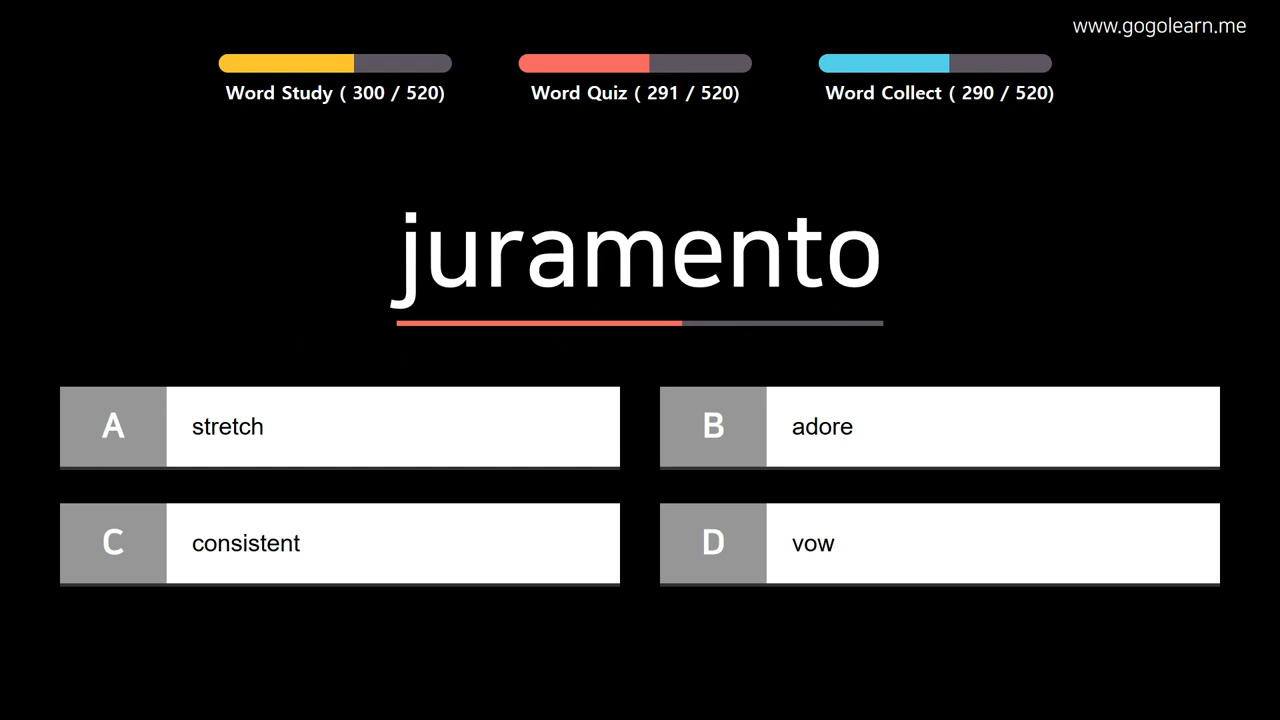 www.gogolearn.me
Word Study ( 300 / 520)
Word Quiz ( 291 / 520)
Word Collect ( 290 / 520)
juramento
A
stretch
B
adore
C
consistent
D
vow